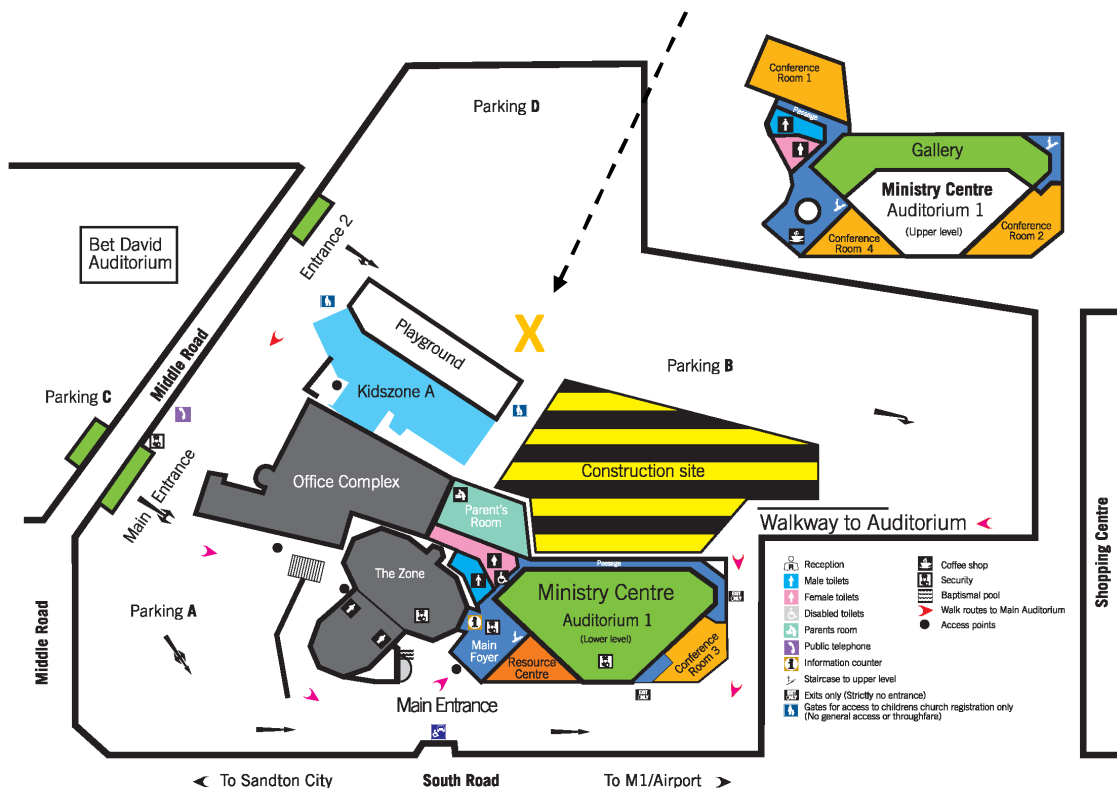 Conference
Room 1
Parking D
Passage
Gallery
Ministry Centre
Auditorium 1
(Upper level)
Conference
Room 2
Conference
Room 4
Bet David
Auditorium
Entrance 2
Playground
X
Middle Road
Kidszone A
Parking B
Parking C
Construction site
Office Complex
Main Entrance
Parent's
Room
Walkway to Auditorium
Shopping Centre
The Zone
Passage
Ministry Centre
Auditorium 1
(Lower level)
EXIT
ONLY
Parking A
Main
Foyer
Resource
Centre
Conference
Room 3
EXIT
ONLY
Middle Road
Main Entrance
Reception
Male toilets
Female toilets
Disabled toilets
Parents room
Public telephone
Information counter
Staircase to upper level
Exits only (Strictly no entrance)
Gates for access to childrens church registration only
(No general access or throughfare)
Coffee shop
Security
Baptismal pool
Walk routes to Main Auditorium
Access points
To Sandton City
South Road
To M1/Airport